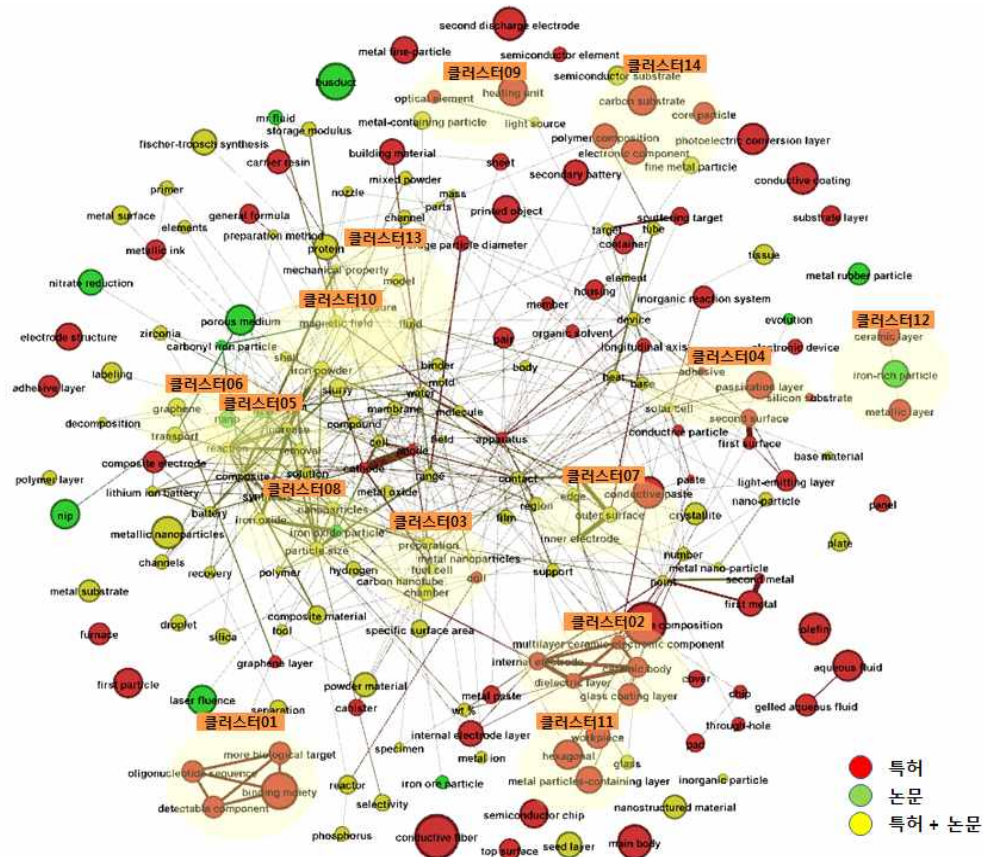 second discharge electrode
metal fine-particle
semiconductor element
클러스터09
클러스터14
semiconductor substrate
busduct
optical element
heating unit
carbon substrate
core particle
mr fluid
metal-containing particle
light source
storage modulus
polymer composition
photoelectric conversion layer
fischer-tropsch synthesis
building material
electronic component
carrier resin
sheet
fine metal particle
secondary battery
conductive coating
mixed powder
primer
nozzle
mass
parts
metal surface
general formula
channel
printed object
sputtering target
substrate layer
elemants
target
tube
preparation method
클러스터13
particle diameter
container
metallic ink
protein
tissue
mechanical property
element
metal rubber particle
nitrate reduction
model
housing
클러스터10
member
inorganic reaction system
magnetic field
fluid
device
porous medium
evolution
클러스터12
electrode structure
zirconia
organic solvent
carbonyl iron particle
pair
longitudinal axis
electronic device
ceramic layer
shell
클러스터04
labeling
iron powder
binder
body
heat
base
adhesive
iron-rich particle
adhesive layer
클러스터06
slurry
mold
passivation layer
water
silicon substrate
graphene
클러스터05
membrane
molecule
solar cell
metallic layer
decomposition
nano
compound
second surface
transport
increase
cell
field
apparatus
conductive particle
first surface
reaction
removal
anode
base material
composite electrode
solution
cathode
range
contact
클러스터07
polymer layer
lithium ion battery
composite
paste
light-emitting layer
클러스터08
metal oxide
region
edge
conductive paste
nano-particle
nip
battery
iron oxide
nanoparticles
클러스터03
film
outer surface
crystallite
panel
metallic nanoparticles
iron oxide particle
channels
particle size
preparation
inner electrode
number
plate
metal nanoparticles
recovery
polymer
hydrogen
fuel cell
support
metal nano-particle
carbon nanotube
cell
point
second metal
metal substrate
chamber
first metal
droplet
composite material
클러스터02
composition
olefin
furnace
silica
tool
specific surface area
multilayer ceramic electronic component
graphene layer
internal electrode
ceramic body
aqueous fluid
first particle
powder material
dielectric layer
cover
laser fluence
metal paste
glass coating layer
chip
separation
canister
wt %
gelled aqueous fluid
클러스터01
클러스터11
through-hole
internal electrode layer
workpiece
pad
more biological target
specimen
metal ion
hexagonal
glass
특허
oligonucleotide sequence
reactor
iron ore particle
metal particles-containing layer
inorganic particle
binding moiety
논문
detectable component
selectivity
nanostructured material
semiconductor chip
특허 + 논문
phosphorus
conductive fiber
top surface
seed layer
main body